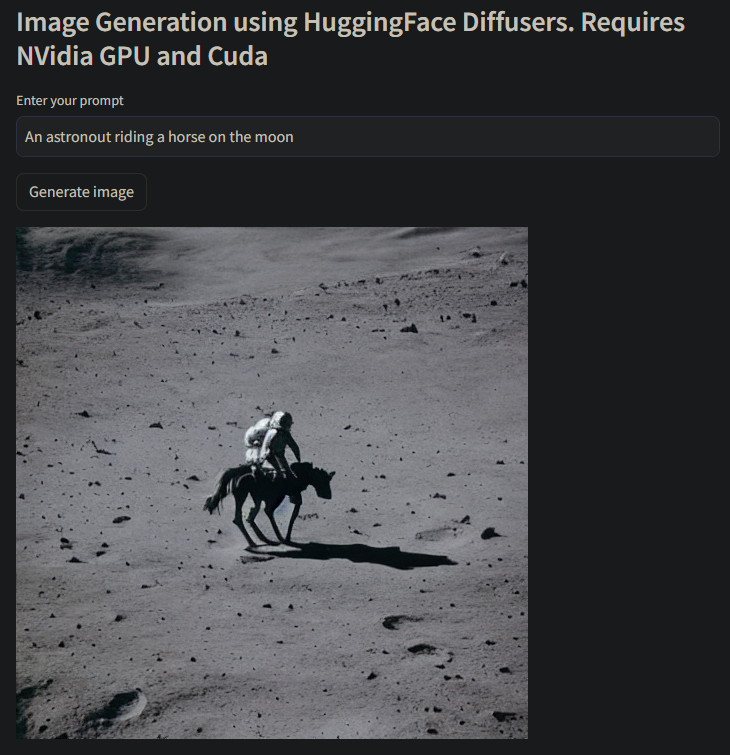 Image Generation using HuggingFace Diffusers. Requires
NVidia GPU and Cuda
Enter your prompt
An astronout riding a horse on the moon
Generate image